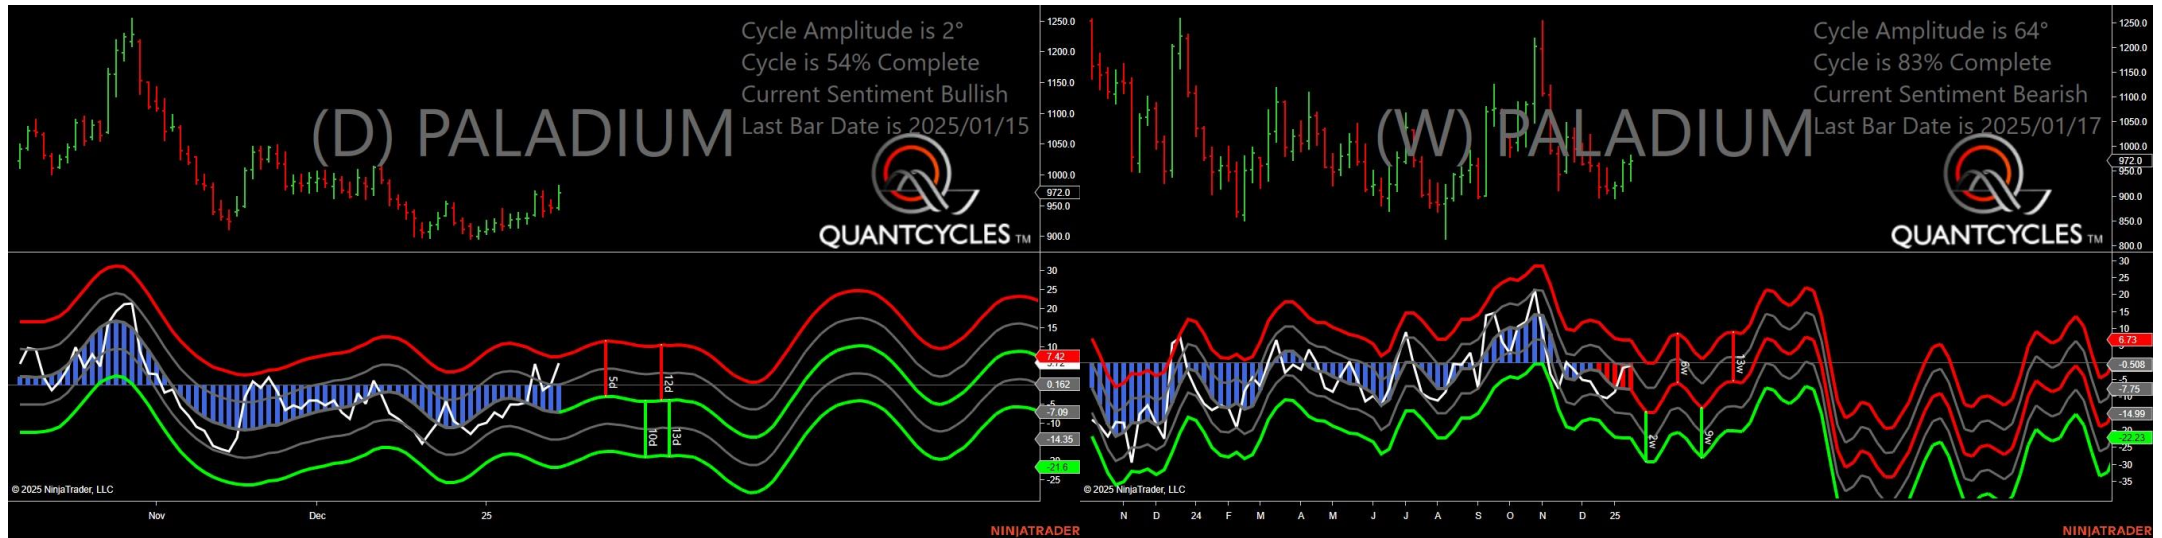 Cycle Amplitude is 2°
Cycle is 54% Complete
Current Sentiment Bullish
Last Bar Date is 2025/01/15
(D) PALADIUM
QUANTCYCLES TM
1250.0
1200.0
1150.0
1100.0
1050.0
1000.0
972.0
950.0
900.0
30
25
20
15
10
7.42
0.162
-5
-7.09
-10
-14.35
-21.6
-25
5d
12d
10d
13d
© 2025 NinjaTrader, LLC
Nov
Dec
25
NINJATRADER
Cycle Amplitude is 64°
Cycle is 83% Complete
Current Sentiment Bearish
Last Bar Date is 2025/01/17
(W) PALADIUM
QUANTCYCLES TM
1250.0
1200.0
1150.0
1100.0
1050.0
1000.0
972.0
950.0
900.0
850.0
800.0
30
25
20
15
10
6.73
-0.508
-5
-7.75
-10
-14.99
-20
-22.23
-25
-30
-35
6w
13w
2w
9w
© 2025 NinjaTrader, LLC
N
D
24
F
M
A
M
J
J
A
S
O
N
D
25
NINJATRADER